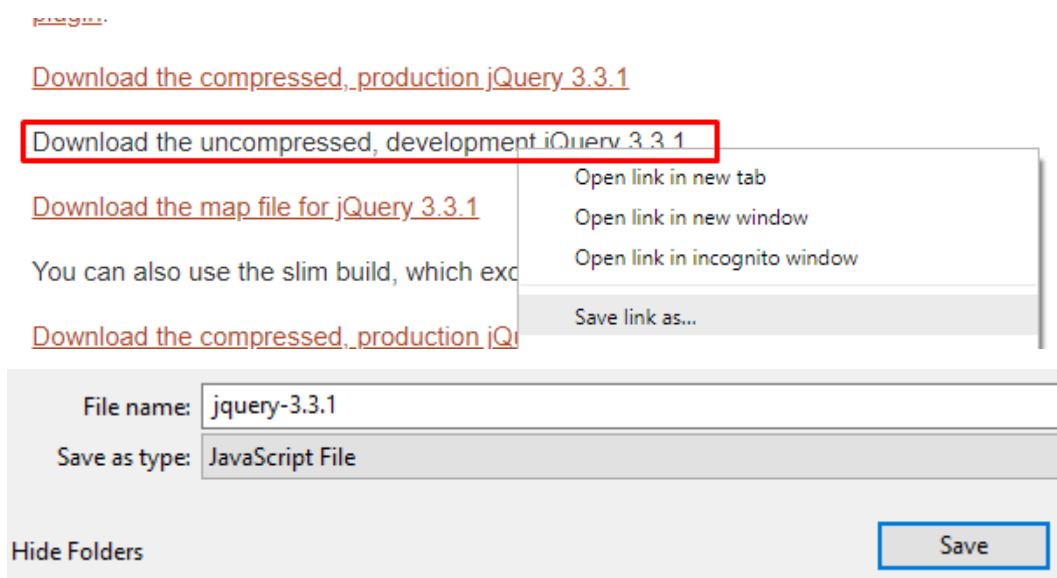 plugin.
Download the compressed, production jQuery 3.3.1
Download the uncompressed, development jQuery 3.3.1
Open link in new tab
Download the map file for jQuery 3.3.1
Open link in new window
Open link in incognito window
You can also use the slim build, which exc
Save link as...
Download the compressed, production jQu
File name: jquery-3.3.1
Save as type: JavaScript File
Hide Folders
Save